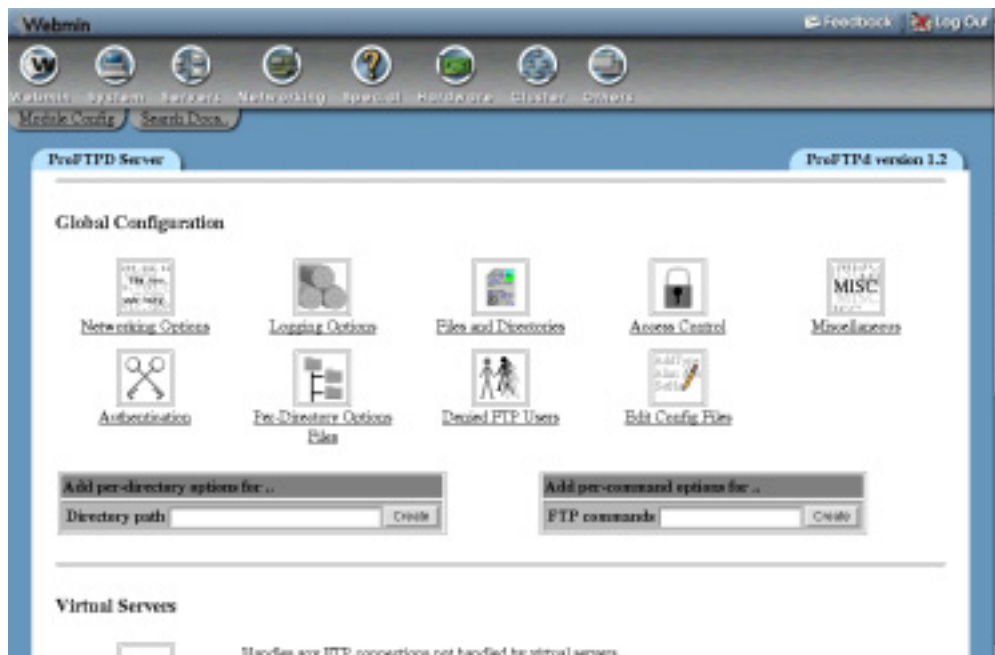 Webmin
Feedback
Log Out
Webmin System Servers Networking Special Hardware Cluster Others
Module Config
Search Docs..
ProFTPD Server
ProFTPd version 1.2
Global Configuration
MISC
Networking Options
Logging Options
Files and Directories
Access Control
Miscellaneous
Authentication
Per-Directory Options
Files
Denied FTP Users
Edit Config Files
Add per-directory options for ..
Directory path
Create
Add per-command options for ..
FTP commands
Create
Virtual Servers
Handles any FTP connections not handled by virtual servers.